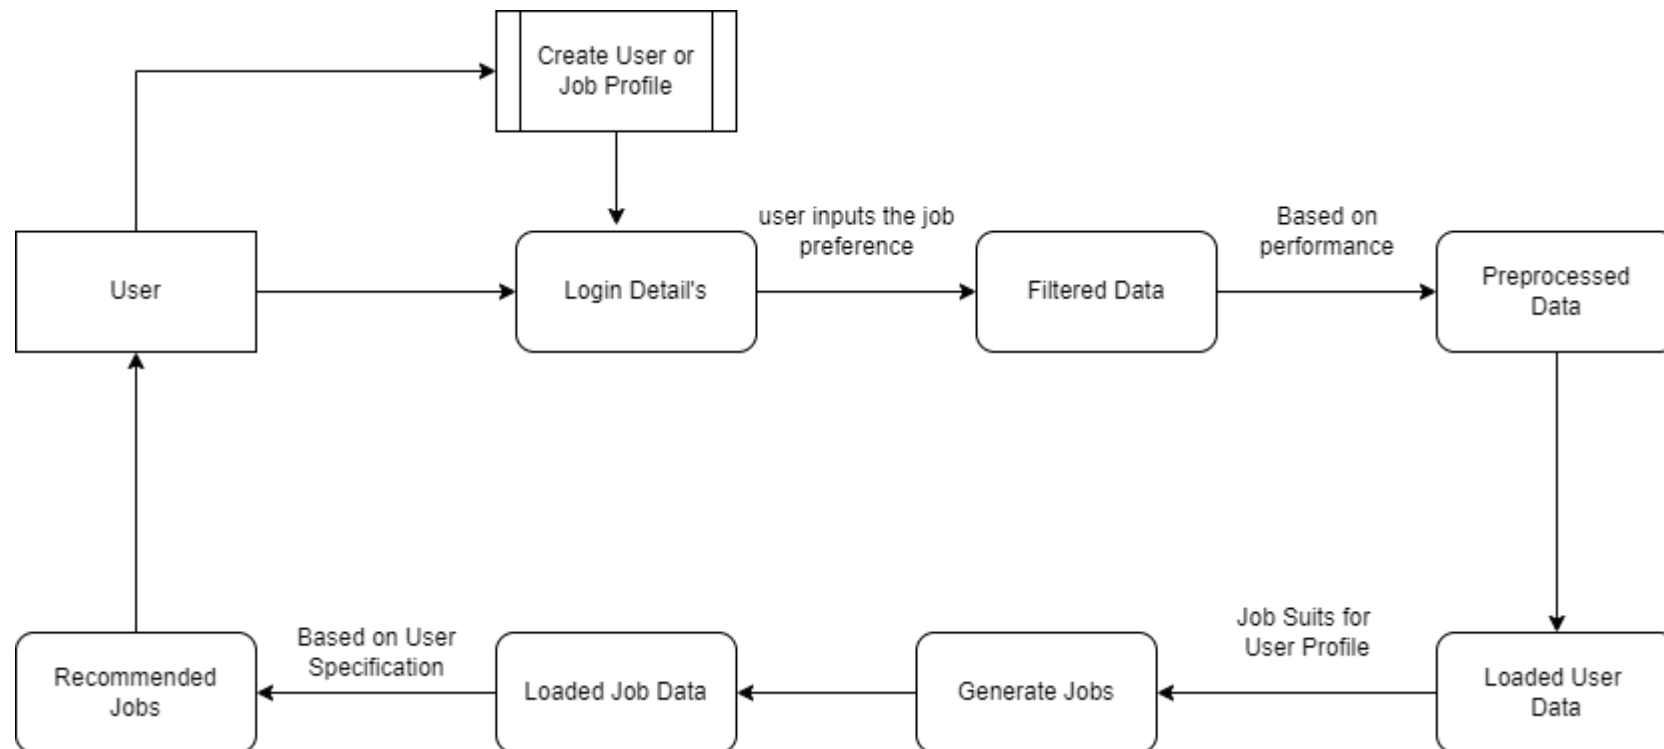 Create User or
Job Profile
user inputs the job
preference
Based on
performance
User
Login Detail's
Filtered Data
Preprocessed
Data
Job Suits for
User Profile
Based on User
Specification
Recommended
Jobs
Loaded Job Data
Generate Jobs
Loaded User
Data